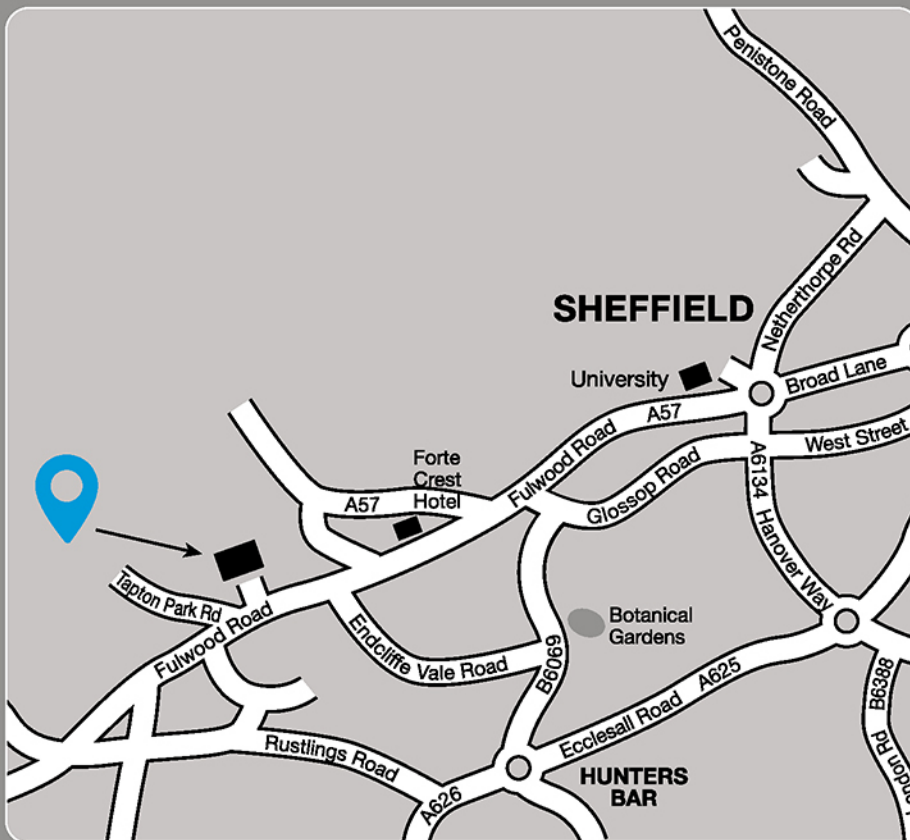 Penistone Road
Netherthorpe Rd
SHEFFIELD
University
Broad Lane
A57
West Street
Fulwood Road
Glossop Road
A6134
Hanover Way
Forte
Crest
Hotel
A57
Tapton Park Rd
Fulwood Road
Endcliffe Vale Road
Botanical
Gardens
B6069
Ecclesall Road
A625
B6388
Rustlings Road
A626
HUNTERS
BAR